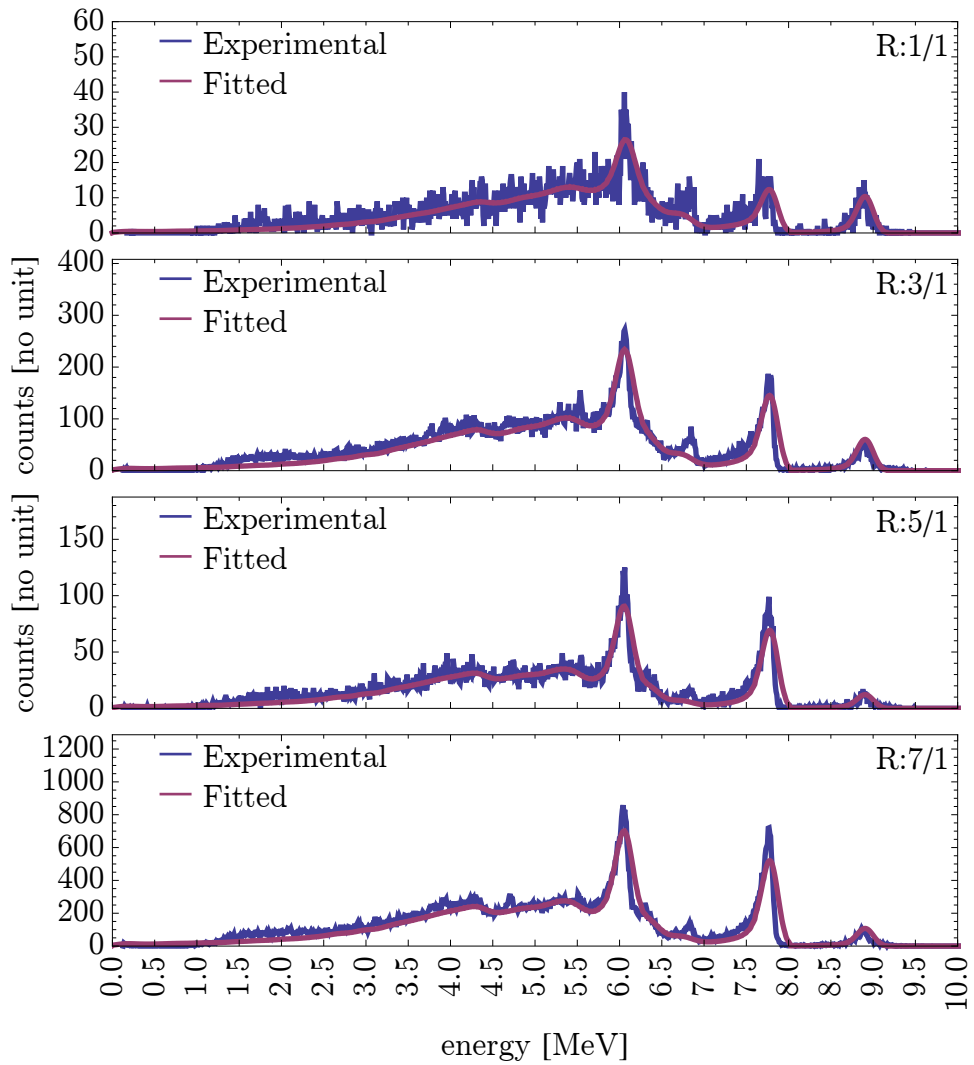 60
50
40
30
20
10
0
Experimental
Fitted
R:1/1
400
300
200
100
0
counts [no unit]
Experimental
Fitted
R:3/1
150
100
50
0
counts [no unit]
Experimental
Fitted
R:5/1
1200
1000
800
600
400
200
0
Experimental
Fitted
R:7/1
0.0
0.5
1.0
1.5
2.0
2.5
3.0
3.5
4.0
4.5
5.0
5.5
6.0
6.5
7.0
7.5
8.0
8.5
9.0
9.5
10.0
energy [MeV]